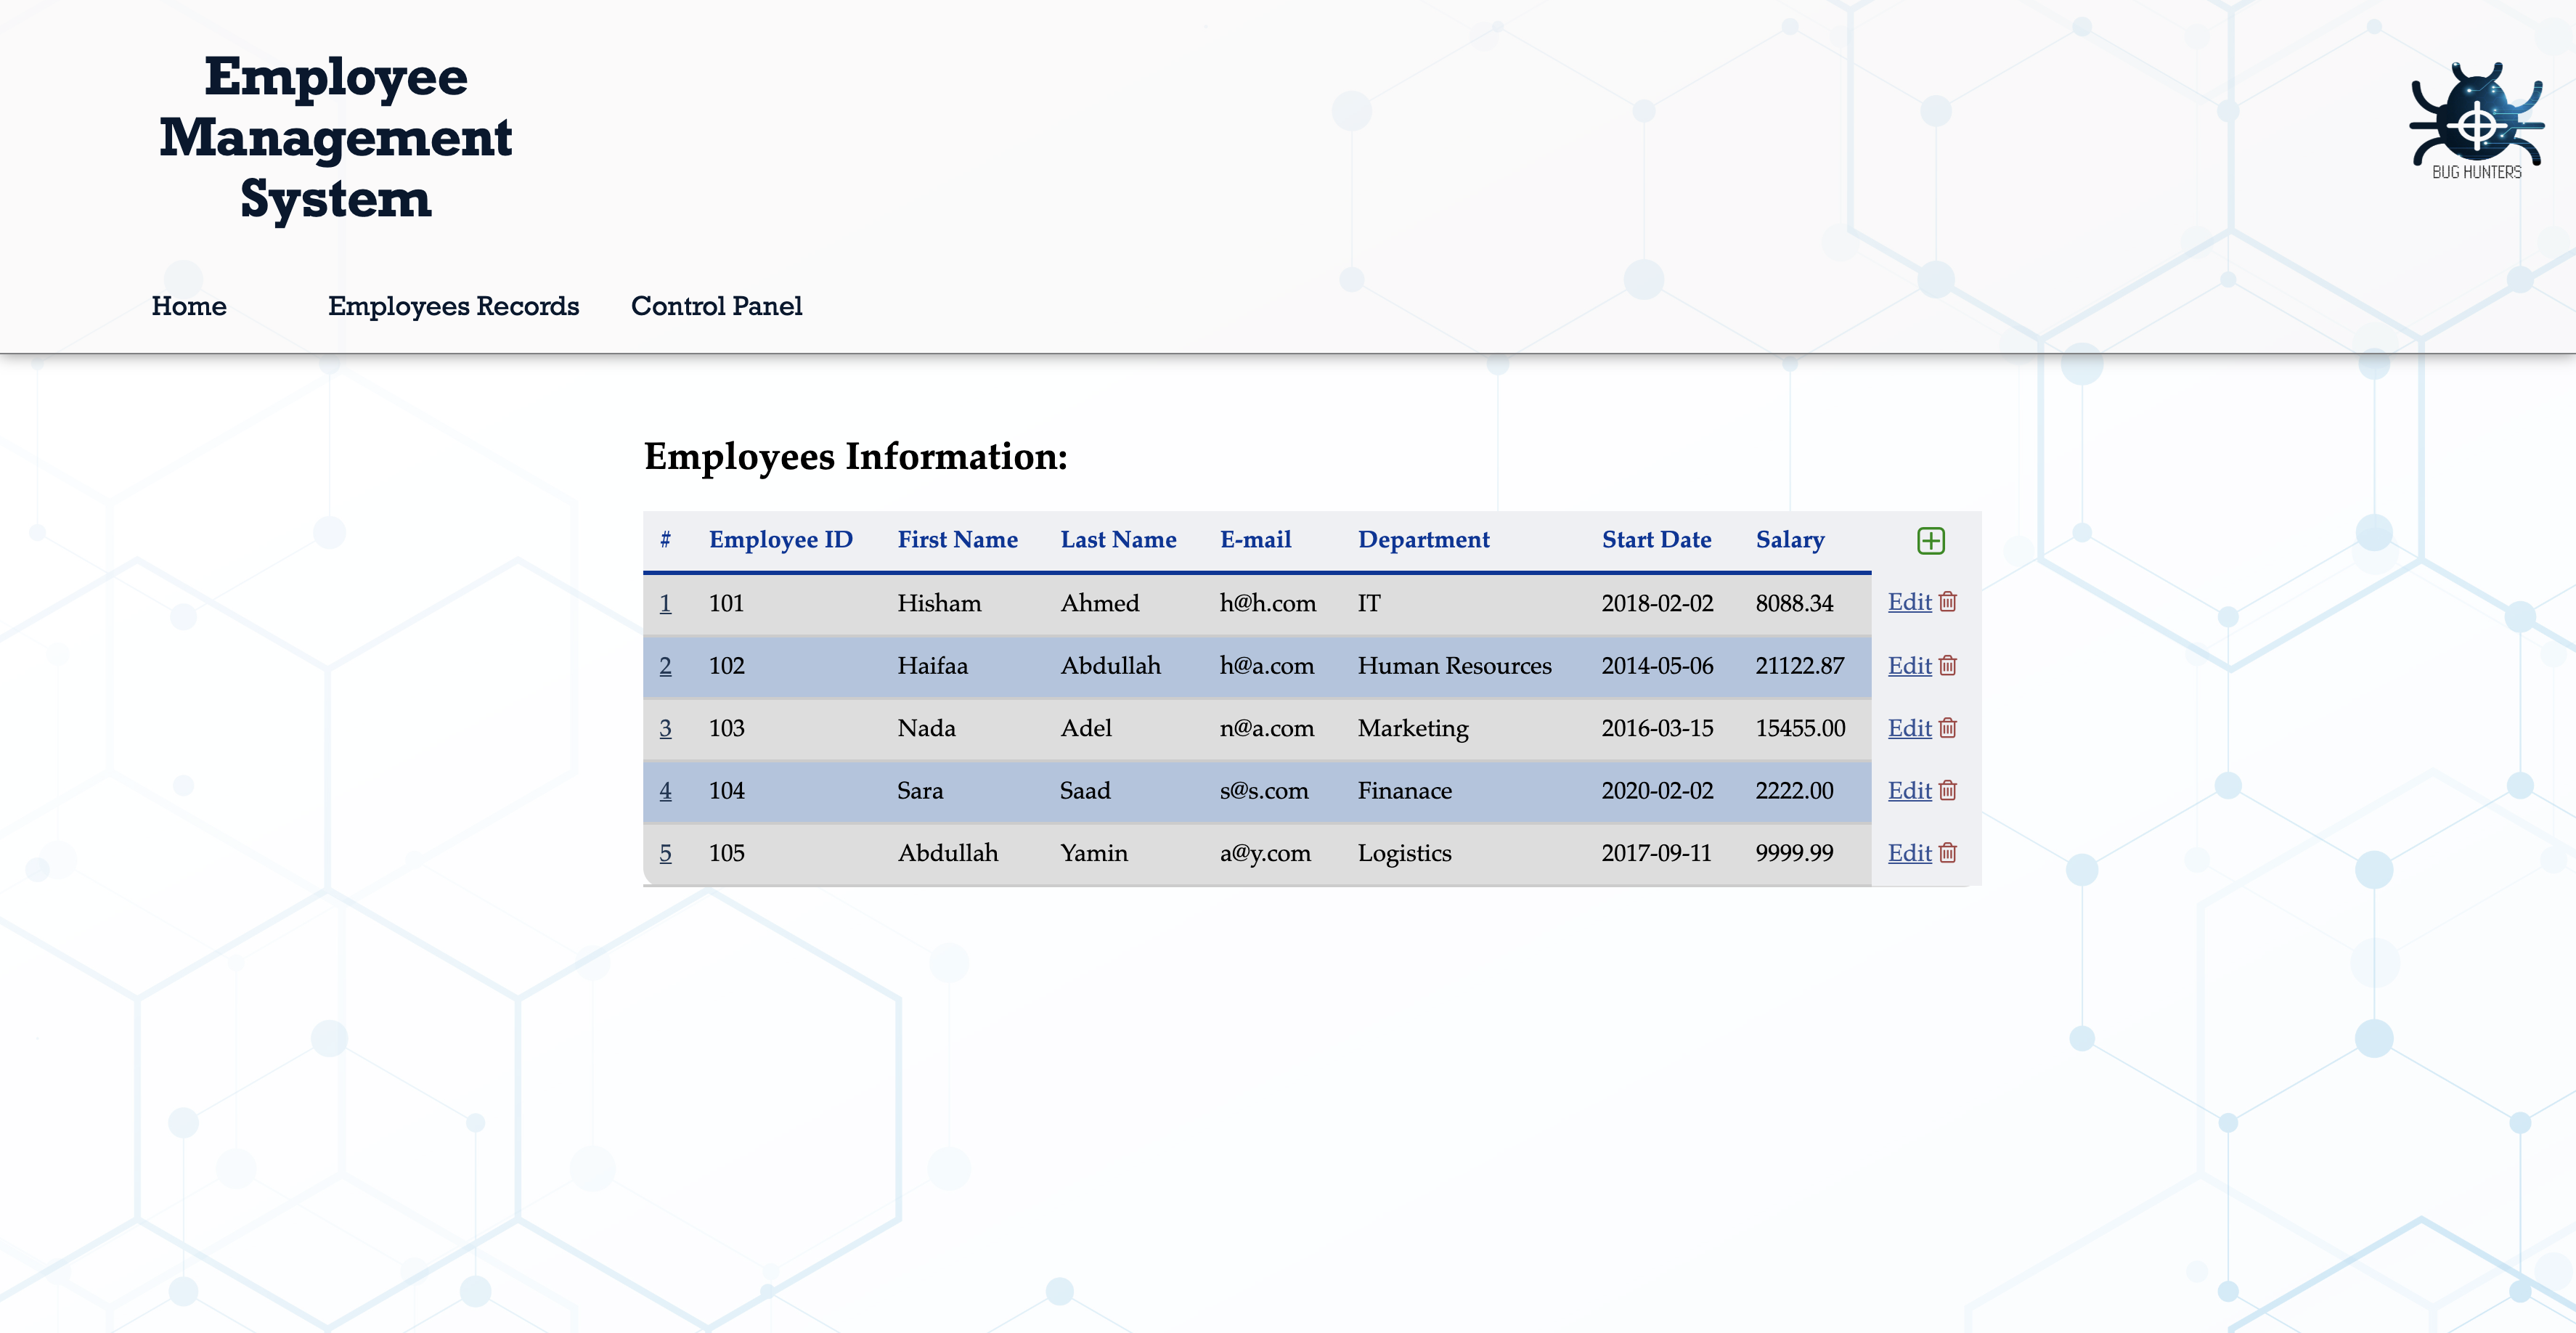 Employee
Management
System
BUG HUNTERS
Home Employees Records Control Panel
Employees Information:
# Employee ID First Name Last Name E-mail Department Start Date Salary
1 101 Hisham Ahmed h@h.com IT 2018-02-02 8088.34 Edit
2 102 Haifaa Abdullah h@a.com Human Resources 2014-05-06 21122.87 Edit
3 103 Nada Adel n@a.com Marketing 2016-03-15 15455.00 Edit
4 104 Sara Saad s@s.com Finanace 2020-02-02 2222.00 Edit
5 105 Abdullah Yamin a@y.com Logistics 2017-09-11 9999.99 Edit